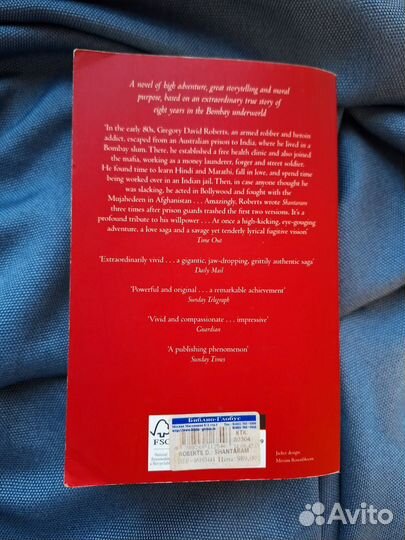 A novel of high adventure, great storytelling and moral
purpose, based on an extraordinary true story of
eight years in the Bombay underworld
'In the early 80s, Gregory David Roberts, an armed robber and heroin
addict, escaped from an Australian prison to India, where he lived in a
Bombay slum. There, he established a free health clinic and also joined
the mafia, working as a money launderer, forger and street soldier.
He found time to learn Hindi and Marathi, fall in love, and spend time
being worked over in an Indian jail. Then, in case anyone thought he
was slacking, he acted in Bollywood and fought with the
Mujahedeen in Afghanistan . . . Amazingly, Roberts wrote Shantaram
three times after prison guards trashed the first two versions. It's a
profound tribute to his willpower . . . At once a high-kicking, eye-gouging
adventure, a love saga and a savage yet tenderly lyrical fugitive vision'
Time Out
'Extraordinarily vivid . . . a gigantic, jaw-dropping, grittily authentic saga'
Daily Mail
'Powerful and original . . . a remarkable achievement'
Sunday Telegraph
'Vivid and compassionate . . . impressive'
Guardian
'A publishing phenomenon'
Sunday Times
Библио-Глобус
FSC
ROBERTS D. SHANTARAM
9
Jacket design:
Avito